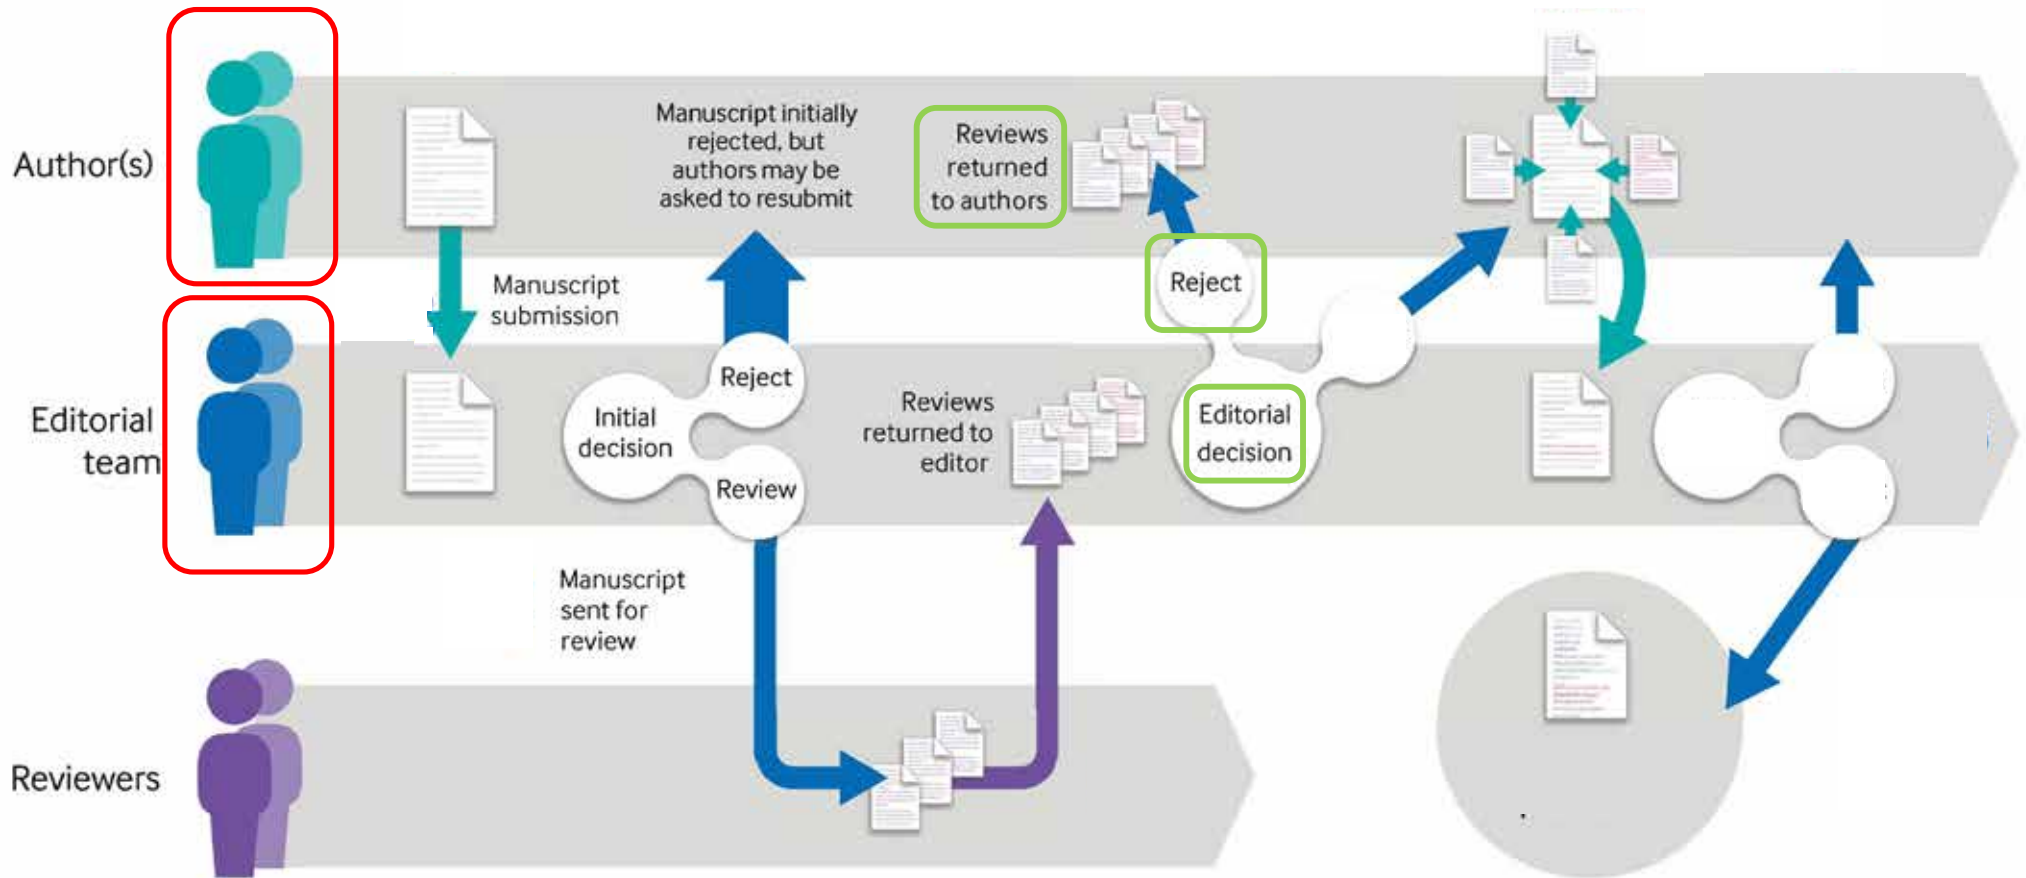 Author(s)
Manuscript initially
rejected, but
authors may be
asked to resubmit
Reviews
returned
to authors
Reject
Manuscript
submission
Editorial
team
Initial
decision
Reject
Review
Reviews
returned to
editor
Editorial
decision
Manuscript
sent for
review
Reviewers